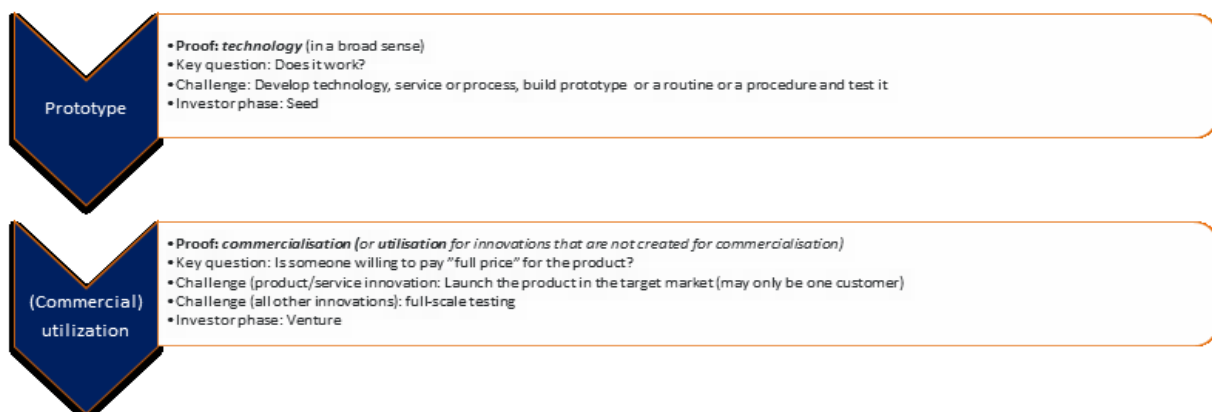 Prototype
• Proof: technology (in a broad sense)
• Key question: Does it work?
• Challenge: Develop technology, service or process, build prototype or a routine or a procedure and test it
• Investor phase: Seed
(Commercial)
utilization
• Proof: commercialisation (or utilisation for innovations that are not created for commercialisation)
• Key question: Is someone willing to pay ”full price” for the product?
• Challenge (product/service innovation: Launch the product in the target market (may only be one customer)
• Challenge (all other innovations): full-scale testing
• Investor phase: Venture